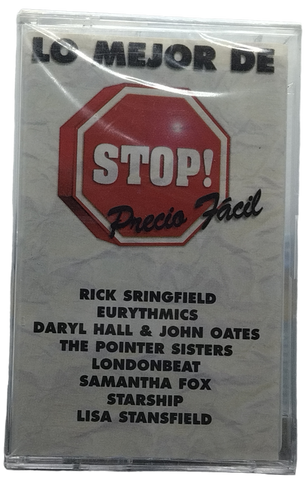 LO MEJOR DE
STOP!
Precio Fácil
RICK SRINGFIELD
EURYTHMICS
DARYL HALL & JOHN OATES
THE POINTER SISTERS
LONDONBEAT
SAMANTHA FOX
STARSHIP
LISA STANSFIELD